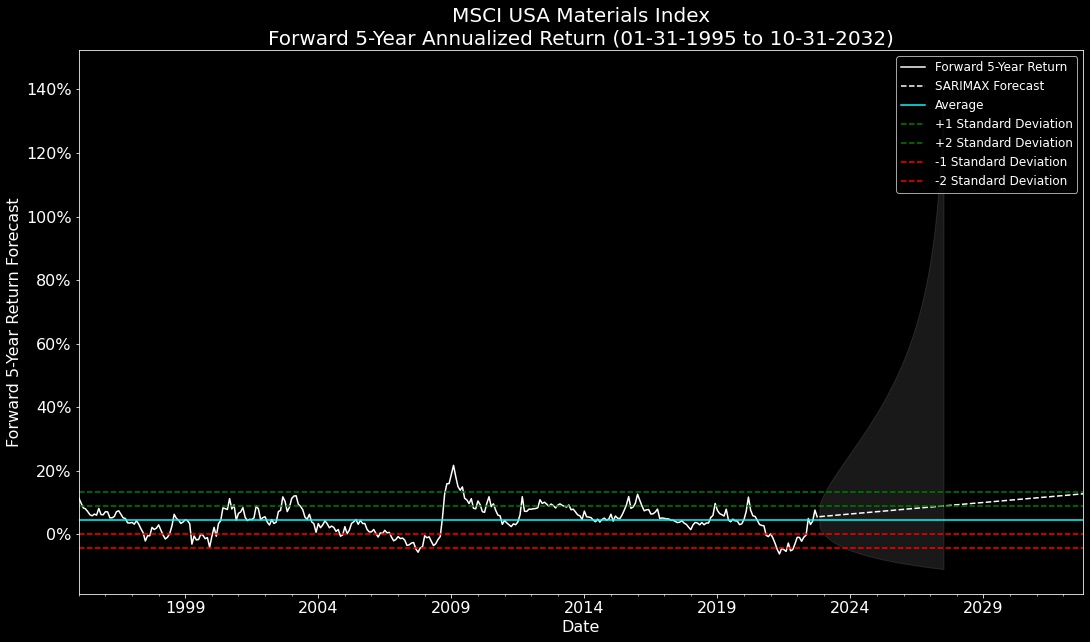 MSCI USA Materials Index
Forward 5-Year Annualized Return (01-31-1995 to 10-31-2032)
Forward 5-Year Return
SARIMAX Forecast
Average
+1 Standard Deviation
+2 Standard Deviation
-1 Standard Deviation
-2 Standard Deviation
Forward 5-Year Return Forecast
140%
120%
100%
80%
60%
40%
20%
0%
1999 2004 2009 2014 2019 2024 2029
Date